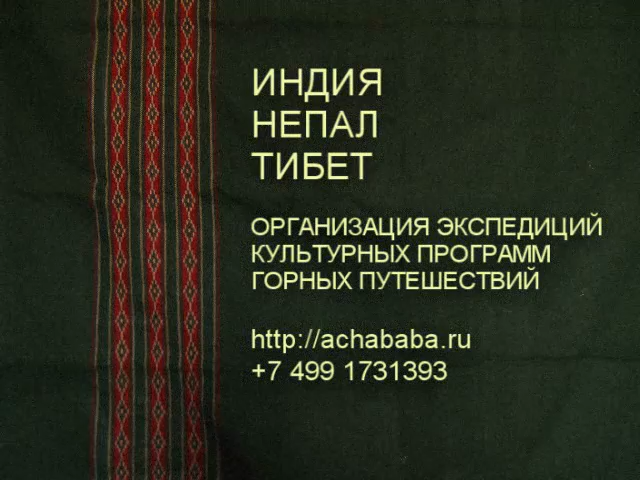 ИНДИЯ
НЕПАЛ
ТИБЕТ
ОРГАНИЗАЦИЯ ЭКСПЕДИЦИЙ
КУЛЬТУРНЫХ ПРОГРАММ
ГОРНЫХ ПУТЕШЕСТВИЙ
http://achababa.ru
+7 499 1731393